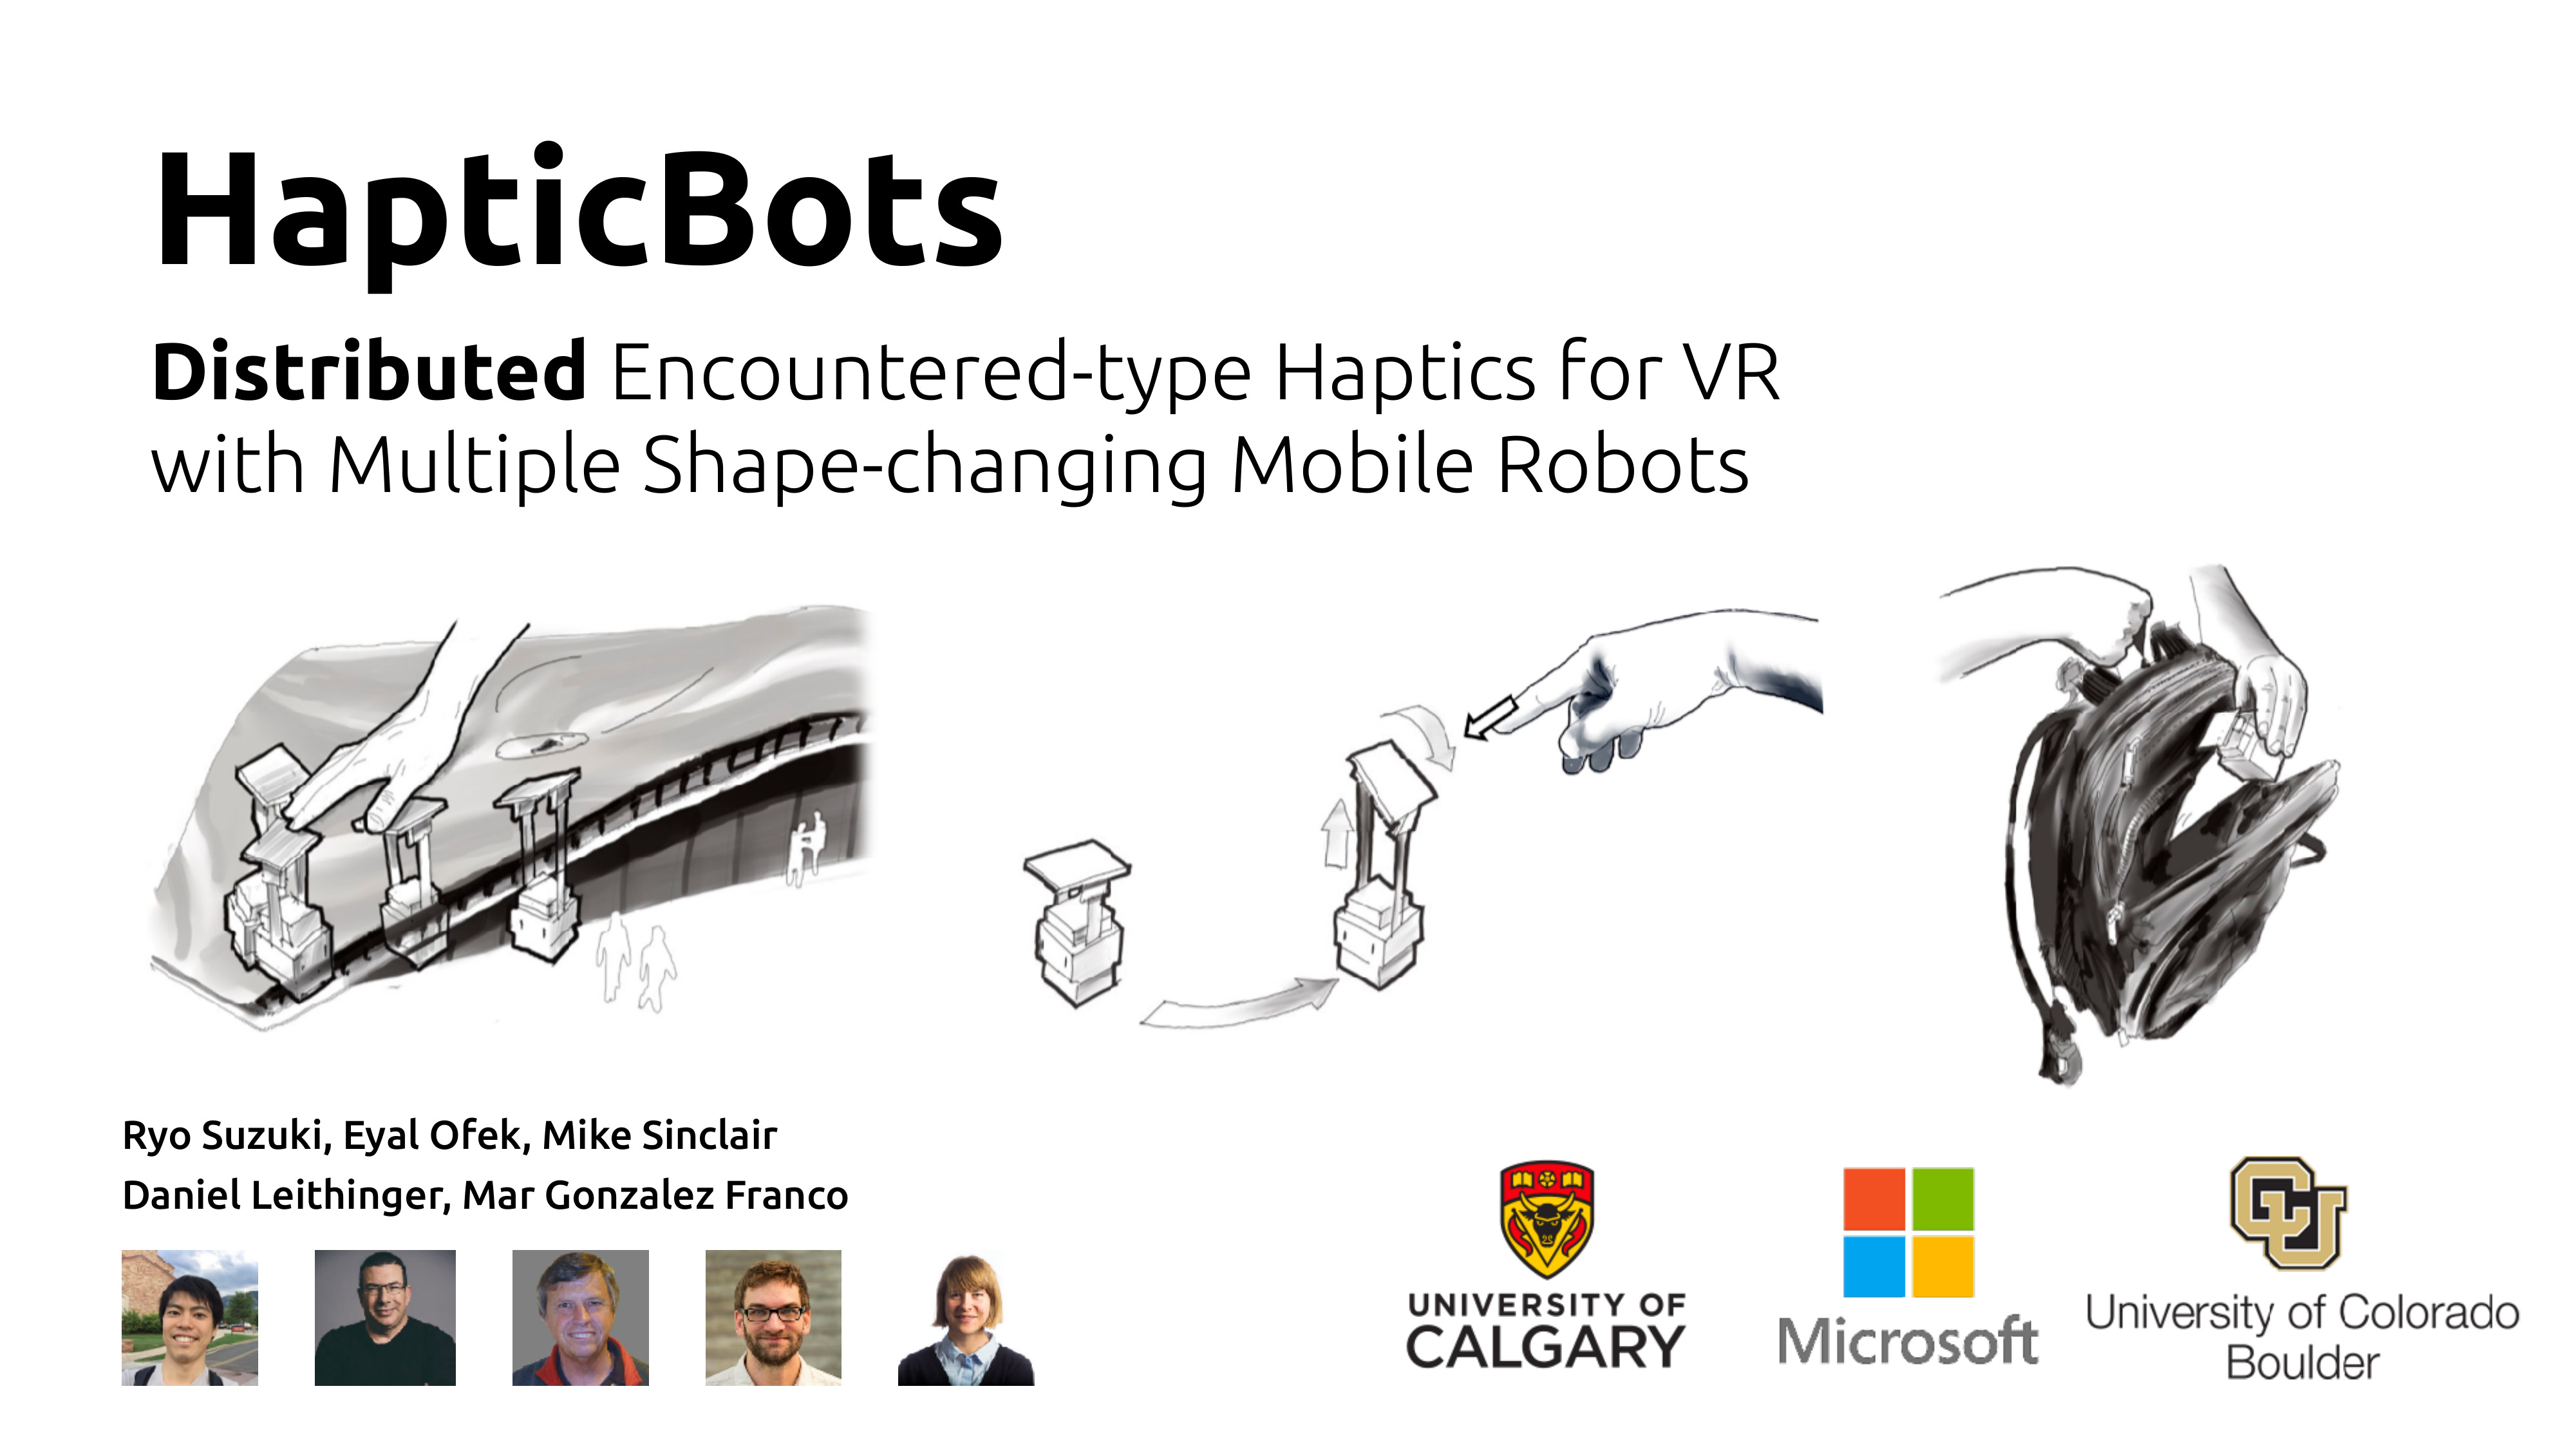 HapticBots
Distributed Encountered-type Haptics for VR
with Multiple Shape-changing Mobile Robots
Ryo Suzuki, Eyal Ofek, Mike Sinclair
Daniel Leithinger, Mar Gonzalez Franco
UNIVERSITY OF
CALGARY
Microsoft
CU
University of Colorado
Boulder